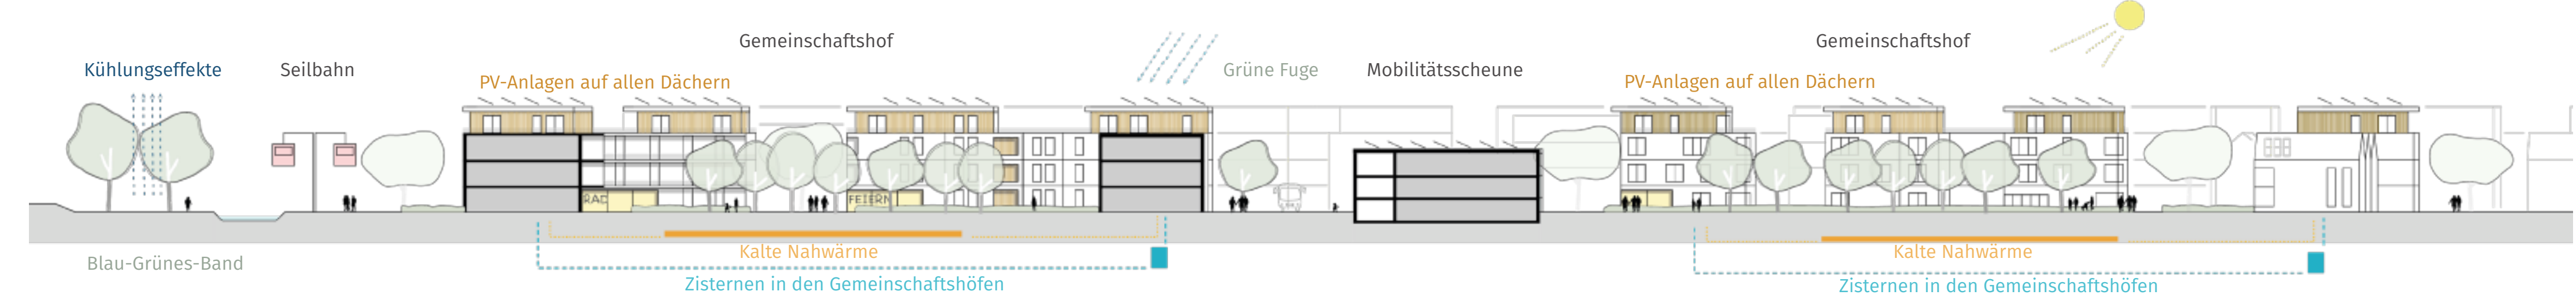 Gemeinschaftshof
Gemeinschaftshof
Kühlungseffekte
Seilbahn
Grüne Fuge
Mobilitätsscheune
PV-Anlagen auf allen Dächern
PV-Anlagen auf allen Dächern
RAD
FEIERN
Kalte Nahwärme
Kalte Nahwärme
Blau-Grünes-Band
Zisternen in den Gemeinschaftshöfen
Zisternen in den Gemeinschaftshöfen